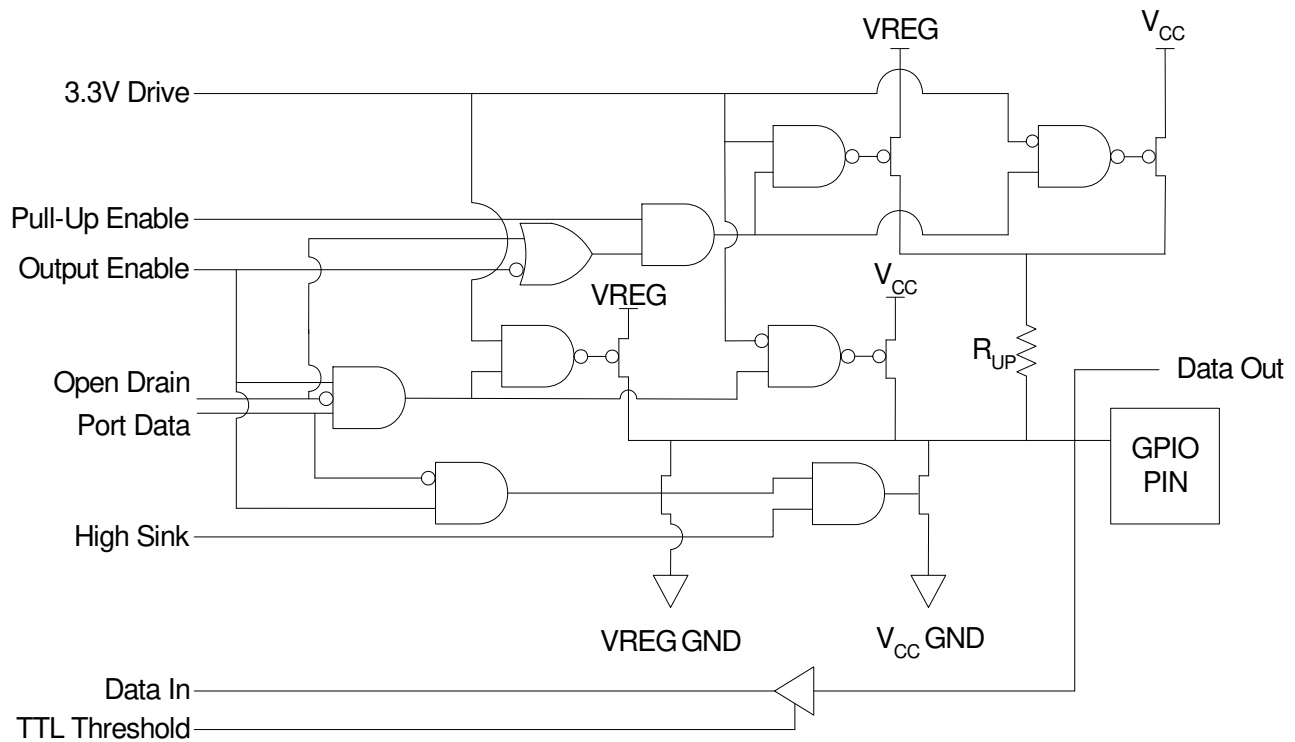 VREG
VCC
3.3V Drive
Pull-Up Enable
Output Enable
VREG
VCC
RUP
Open Drain
Data Out
Port Data
GPIO
PIN
High Sink
VREG GND
VCC GND
Data In
TTL Threshold